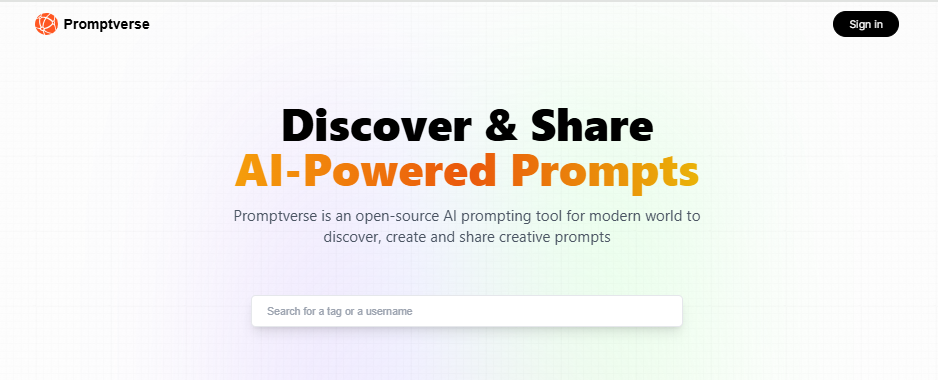 Promptverse
Sign in
Discover & Share
AI-Powered Prompts
Promptverse is an open-source AI prompting tool for modern world to
discover, create and share creative prompts
Search for a tag or a username